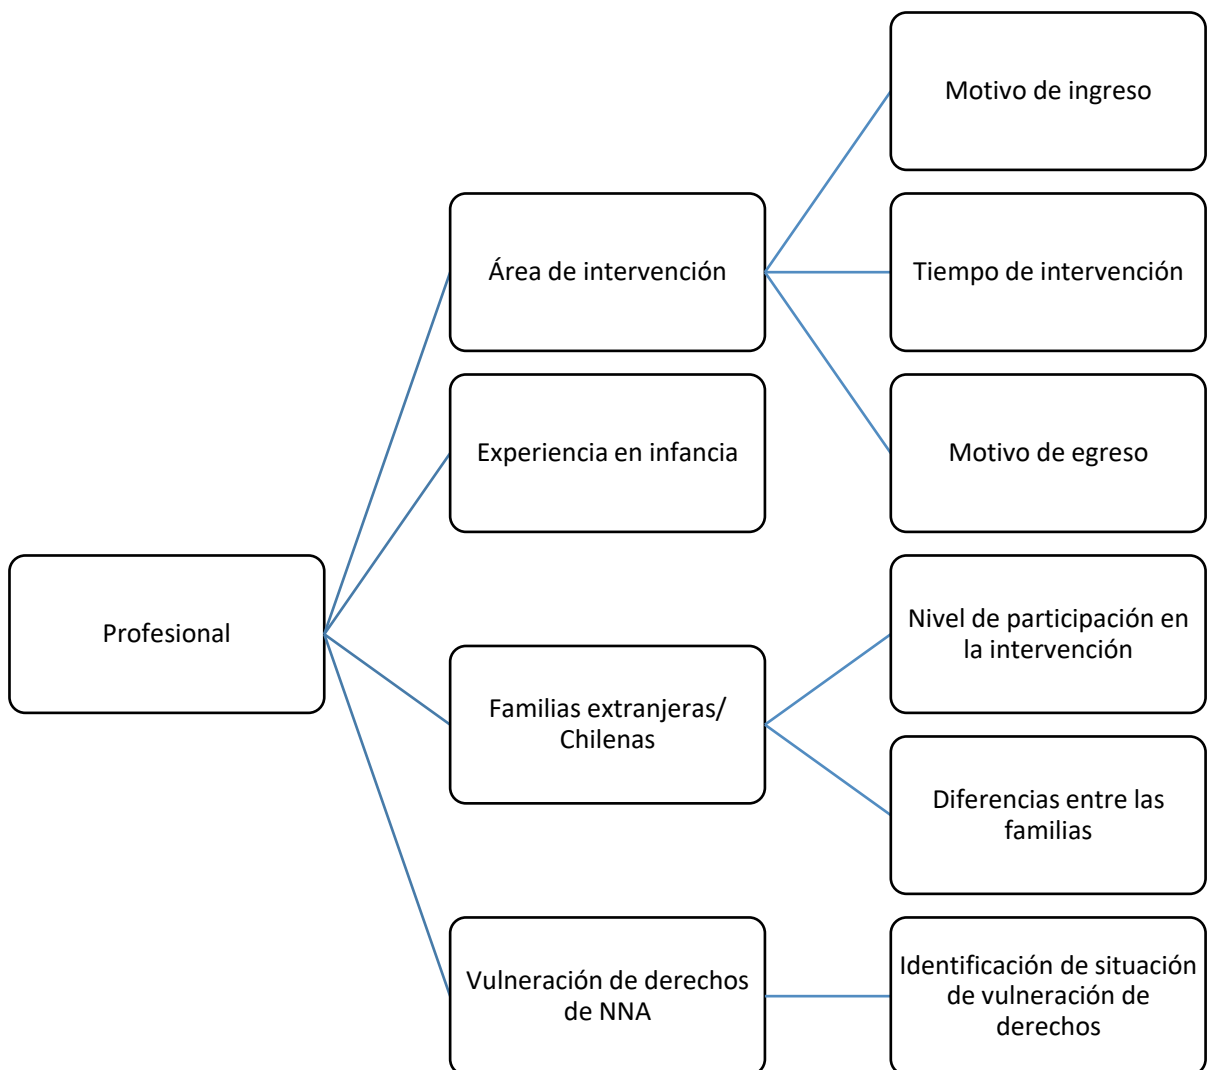 Profesional
Área de intervención
Motivo de ingreso
Tiempo de intervención
Motivo de egreso
Experiencia en infancia
Familias extranjeras/
Chilenas
Nivel de participación en
la intervención
Diferencias entre las
familias
Vulneración de derechos
de NNA
Identificación de situación
de vulneración de
derechos